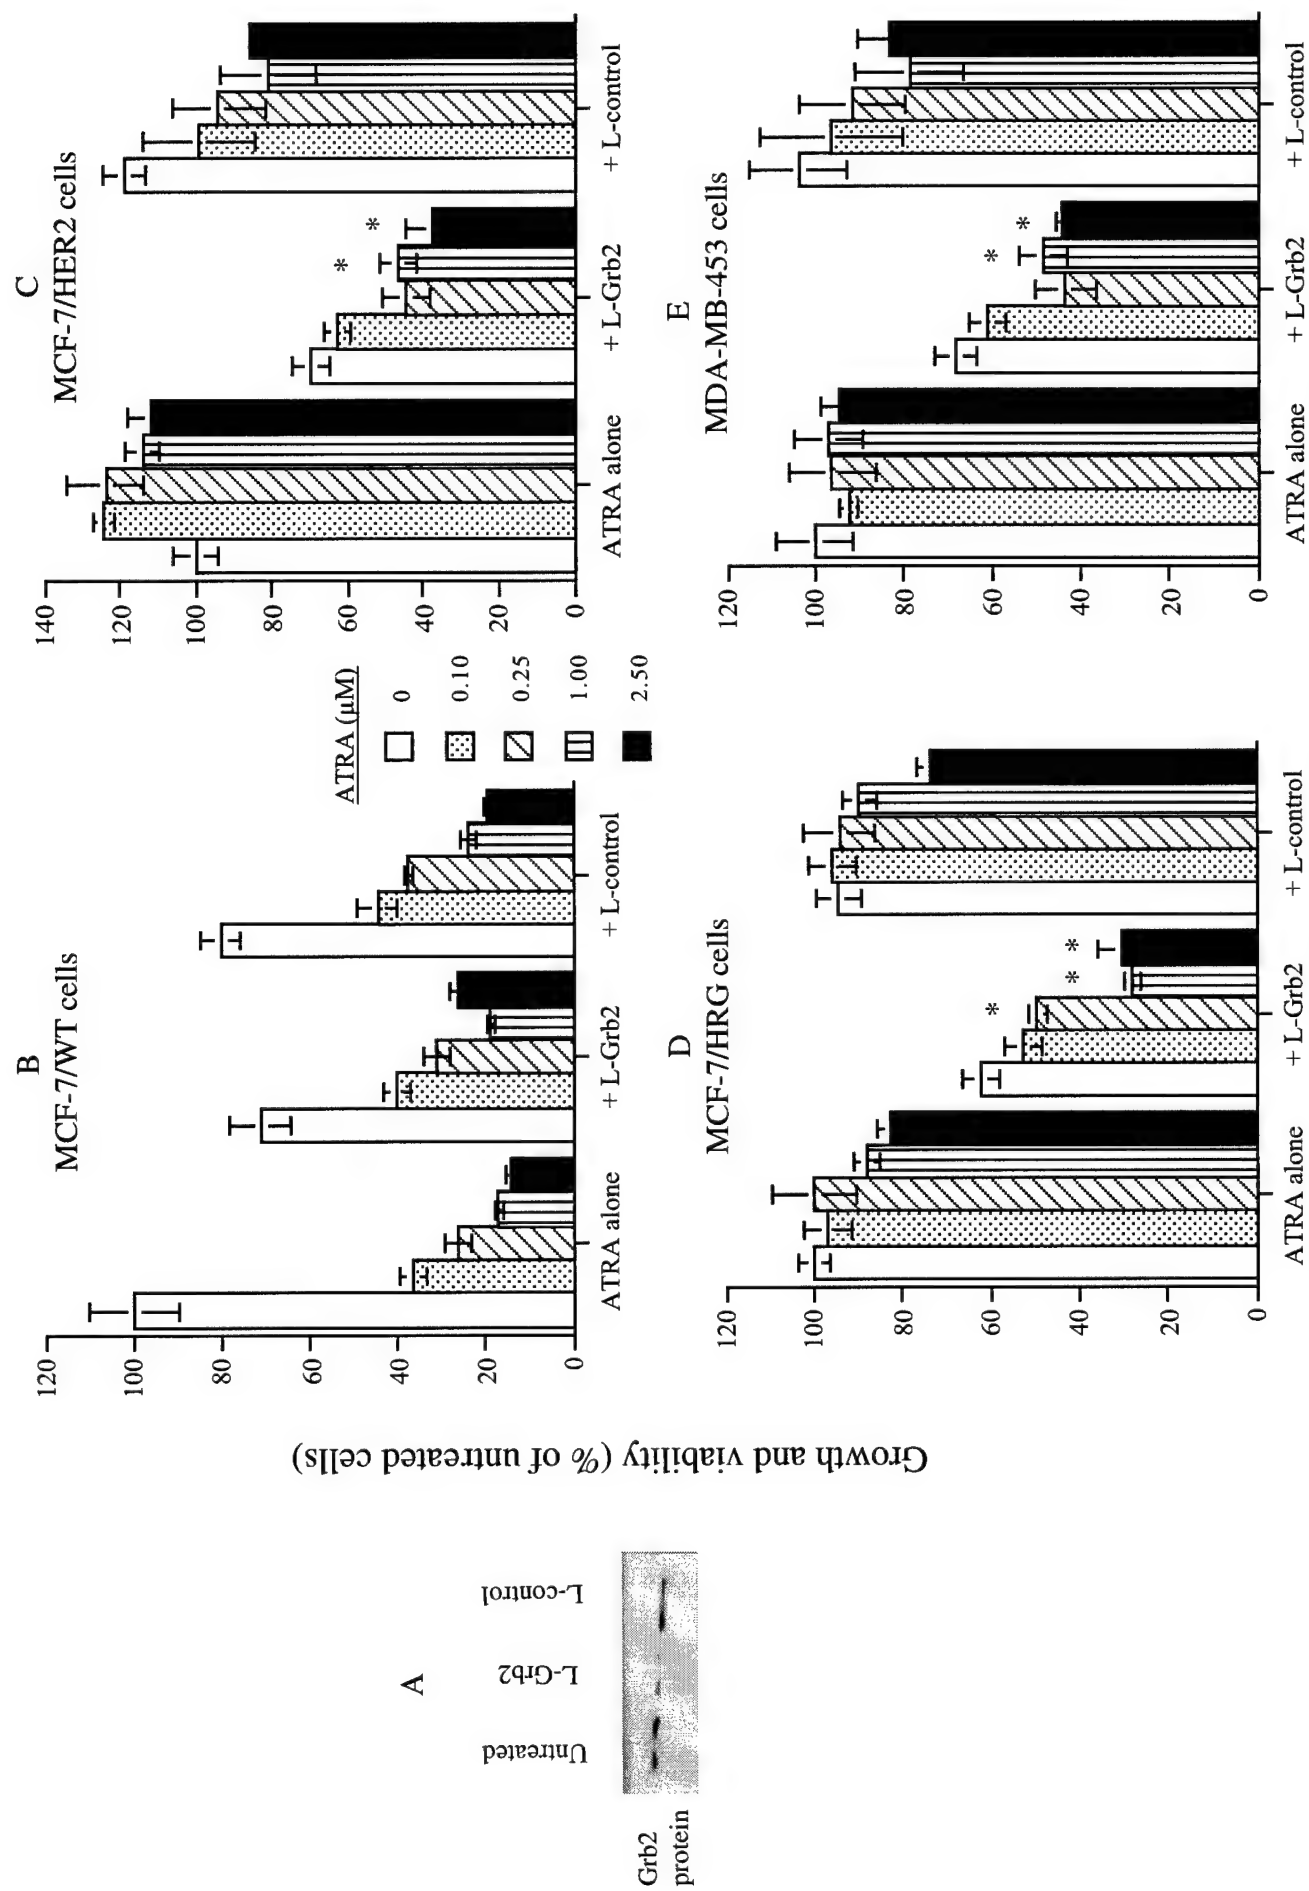 A
Untreated
L-Grb2
L-control
Grb2
protein
Growth and viability (% of untreated cells)
B
MCF-7/WT cells
120
100
80
60
40
20
0
ATRA alone
+ L-Grb2
+ L-control
ATRA (µM)
0
0.10
0.25
1.00
2.50
C
MCF-7/HER2 cells
140
120
100
80
60
40
20
0
*
*
ATRA alone
+ L-Grb2
+ L-control
D
MCF-7/HRG cells
120
100
80
60
40
20
0
*
*
*
ATRA alone
+ L-Grb2
+ L-control
E
MDA-MB-453 cells
120
100
80
60
40
20
0
*
*
ATRA alone
+ L-Grb2
+ L-control